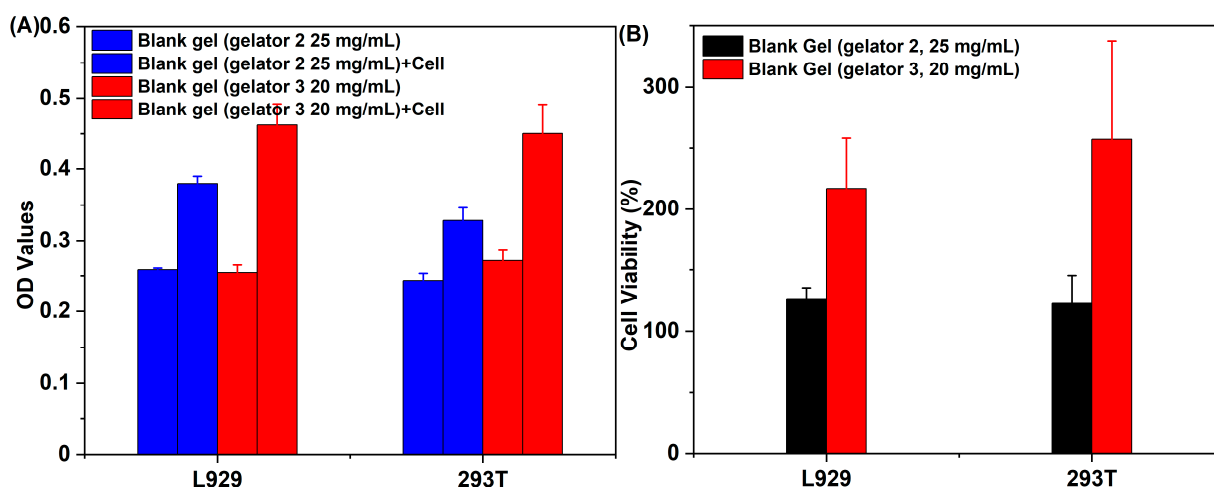 (A)
OD Values
0.6
0.5
0.4
0.3
0.2
0.1
0
Blank gel (gelator 2 25 mg/mL)
Blank gel (gelator 2 25 mg/mL)+Cell
Blank gel (gelator 3 20 mg/mL)
Blank gel (gelator 3 20 mg/mL)+Cell
L929
293T
(B)
Cell Viability (%)
300
200
100
0
Blank Gel (gelator 2, 25 mg/mL)
Blank Gel (gelator 3, 20 mg/mL)
L929
293T